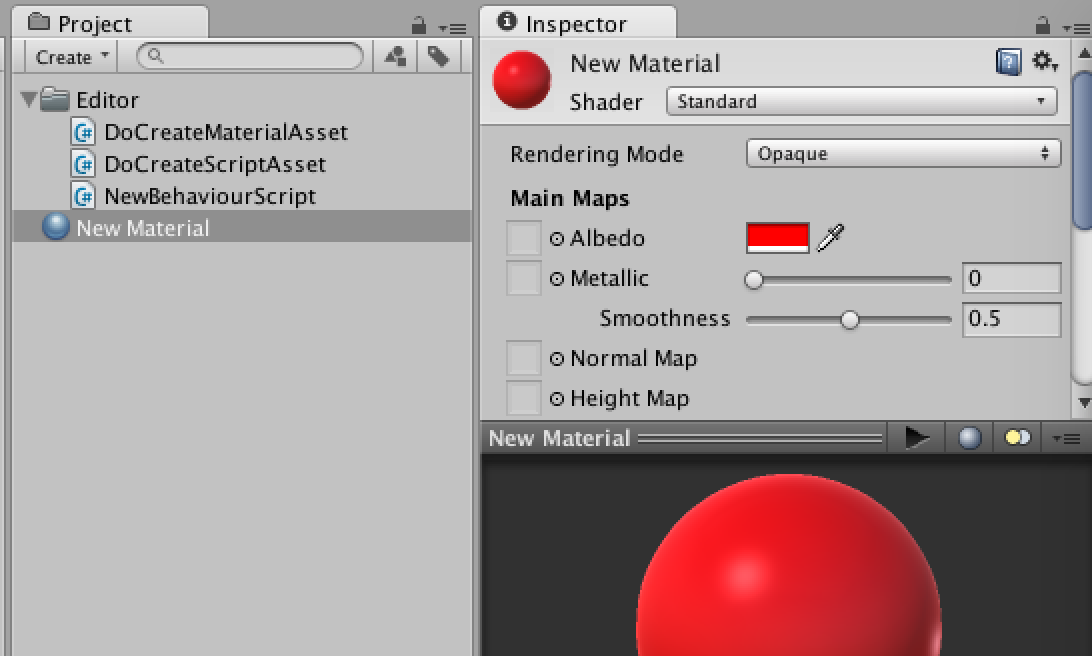 Project
Create
Editor
C# DoCreateMaterialAsset
C# DoCreateScriptAsset
C# NewBehaviourScript
New Material
Inspector
New Material
?
Shader Standard
Rendering Mode Opaque
Main Maps
Albedo
Metallic 0
Smoothness 0.5
Normal Map
Height Map
New Material